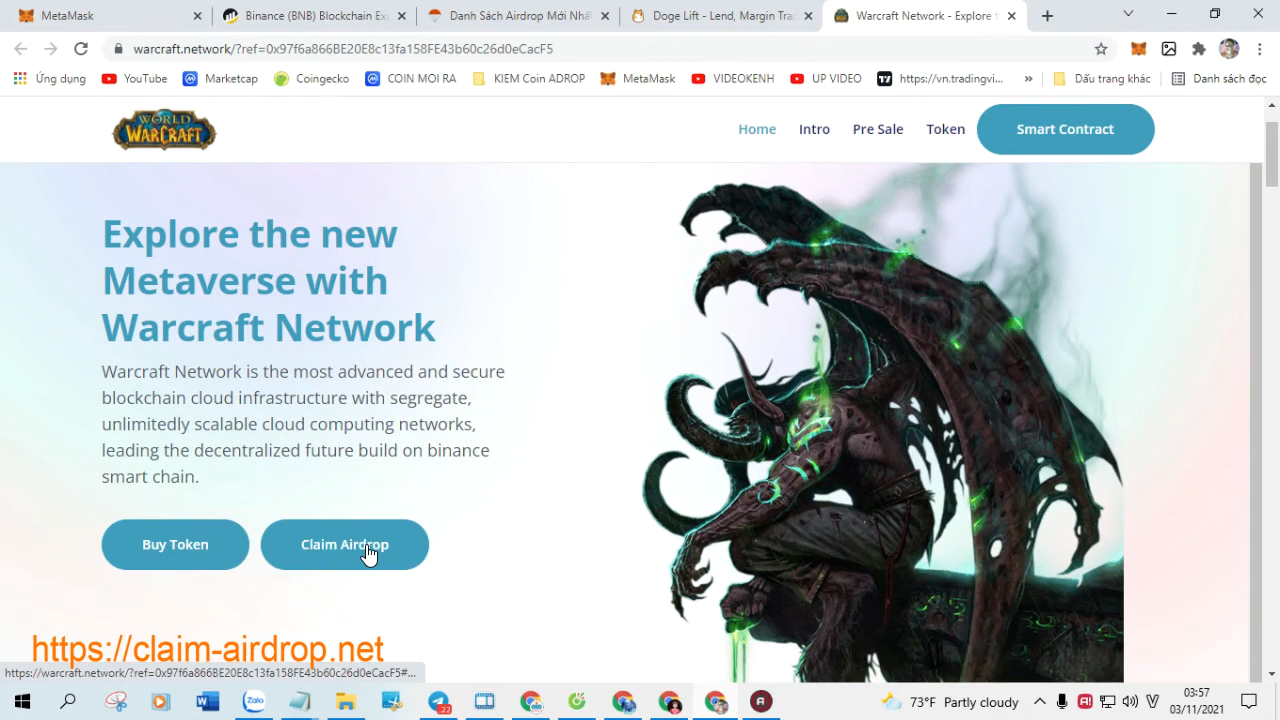 MetaMask
Binance (BNB) Blockchain Exp
Danh Sách Airdrop Mới Nhất
Doge Lift - Lend, Margin Trac
Warcraft Network - Explore t
warcraft.network/?ref=0x97f6a866BE20E8c13fa158FE43b60c26d0eCacF5
Ứng dụng
YouTube
Marketcap
Coingecko
COIN MOI RA
KIEM Coin ADROP
MetaMask
VIDEOKENH
UP VIDEO
https://vn.tradingvi...
»
Dấu trang khác
Danh sách đọc
WORLD
WARCRAFT
Home
Intro
Pre Sale
Token
Smart Contract
Explore the new
Metaverse with
Warcraft Network
Warcraft Network is the most advanced and secure
blockchain cloud infrastructure with segregate,
unlimitedly scalable cloud computing networks,
leading the decentralized future build on binance
smart chain.
Buy Token
Claim Airdrop
https://claim-airdrop.net
https://warcraft.network/?ref=0x97f6a866BE20E8c13fa158FE43b60c26d0eCacF5#...
Zalo
22
73°F Partly cloudy
03:57
03/11/2021